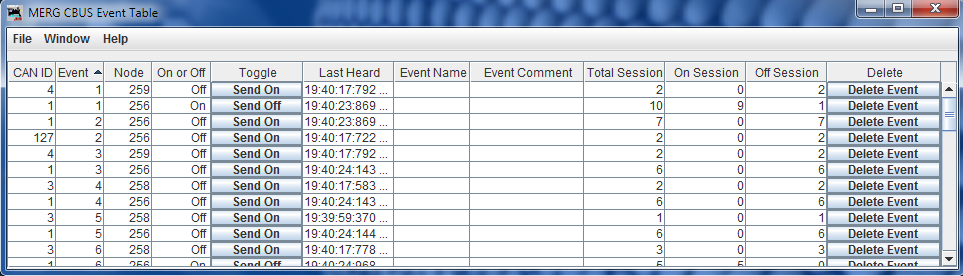 MERG CBUS Event Table
File Window Help
CAN ID Event Node On or Off Toggle Last Heard Event Name Event Comment Total Session On Session Off Session Delete
4 1 259 Off Send On 19:40:17:792 ... 2 0 2 Delete Event
1 1 256 On Send Off 19:40:23:869 ... 10 9 1 Delete Event
1 2 256 Off Send On 19:40:23:869 ... 7 0 7 Delete Event
127 2 256 Off Send On 19:40:17:722 ... 2 0 2 Delete Event
4 3 259 Off Send On 19:40:17:792 ... 2 0 2 Delete Event
1 3 256 Off Send On 19:40:24:143 ... 6 0 6 Delete Event
3 4 258 Off Send On 19:40:17:583 ... 2 0 2 Delete Event
1 4 256 Off Send On 19:40:24:143 ... 6 0 6 Delete Event
3 5 258 Off Send On 19:39:59:370 ... 1 0 1 Delete Event
1 5 256 Off Send On 19:40:24:144 ... 6 0 6 Delete Event
3 6 258 Off Send On 19:40:17:778 ... 3 0 3 Delete Event
1 6 256 On Send Off 19:40:24:968 ... 5 5 0 Delete Event